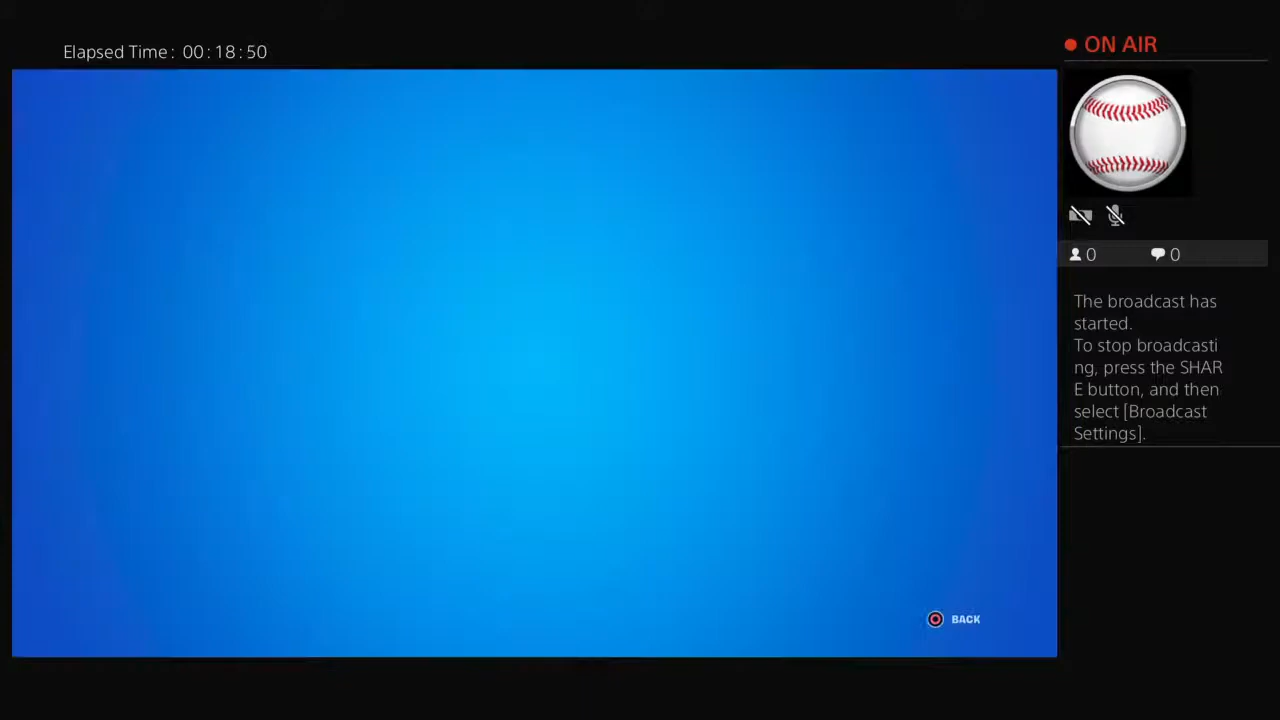 Elapsed Time: 00:18:50
ON AIR
0 0
The broadcast has
started.
To stop broadcasti
ng, press the SHAR
E button, and then
select [Broadcast
Settings].
BACK